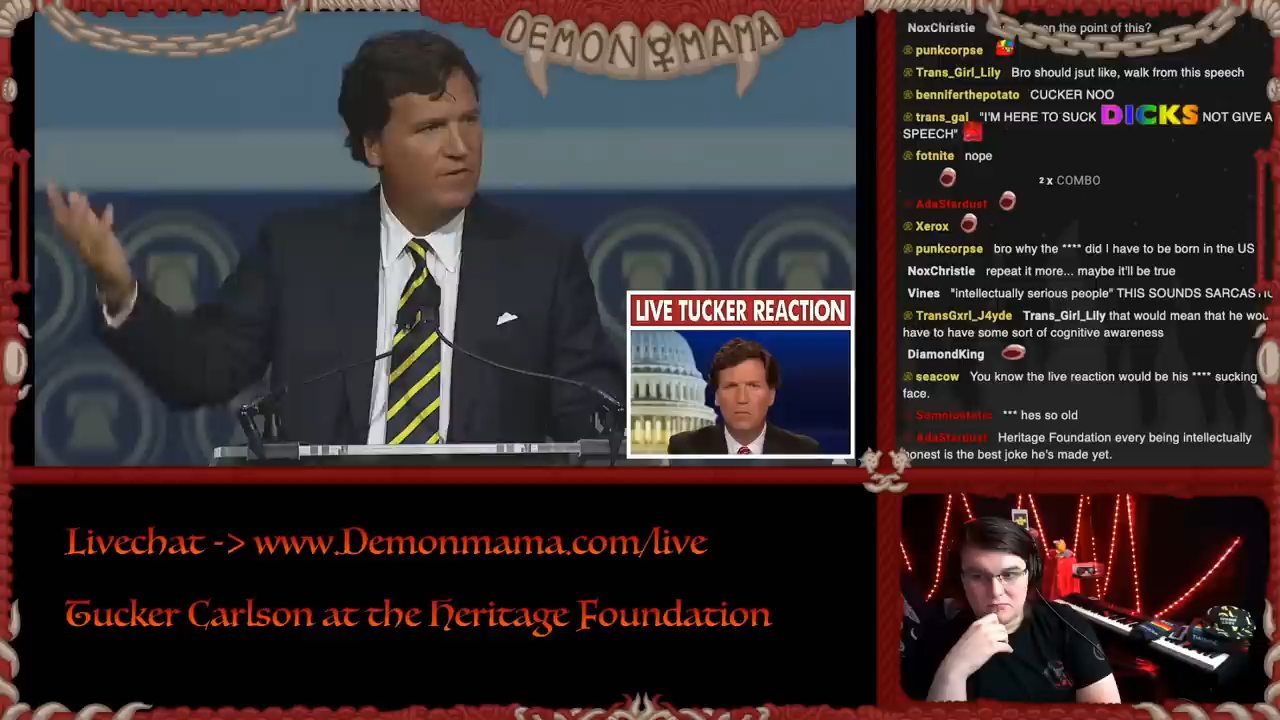 DEMON MAMA
NoxChristie en the point of this?
punkcorpse
Trans_Girl_Lily Bro should jsut like, walk from this speech
benniferthepotato CUCKER NOO
trans_gal "I'M HERE TO SUCK DICKS NOT GIVE A
SPEECH"
fotnite nope
2 x COMBO
AdaStardust
Xerox
punkcorpse bro why the **** did I have to be born in the US
NoxChristie repeat it more... maybe it'll be true
Vines "intellectually serious people" THIS SOUNDS
TransGxrl_J4yde Trans_Girl_Lily that would mean that he wou
have to have some sort of cognitive awareness
DiamondKing
seacow You know the live reaction would be his **** sucking
face.
*** hes so old
AdaStardust Heritage Foundation every being intellectually
honest is the best joke he's made yet.
LIVE TUCKER REACTION
Livechat -> www.Demonmama.com/live
Tucker Carlson at the Heritage Foundation